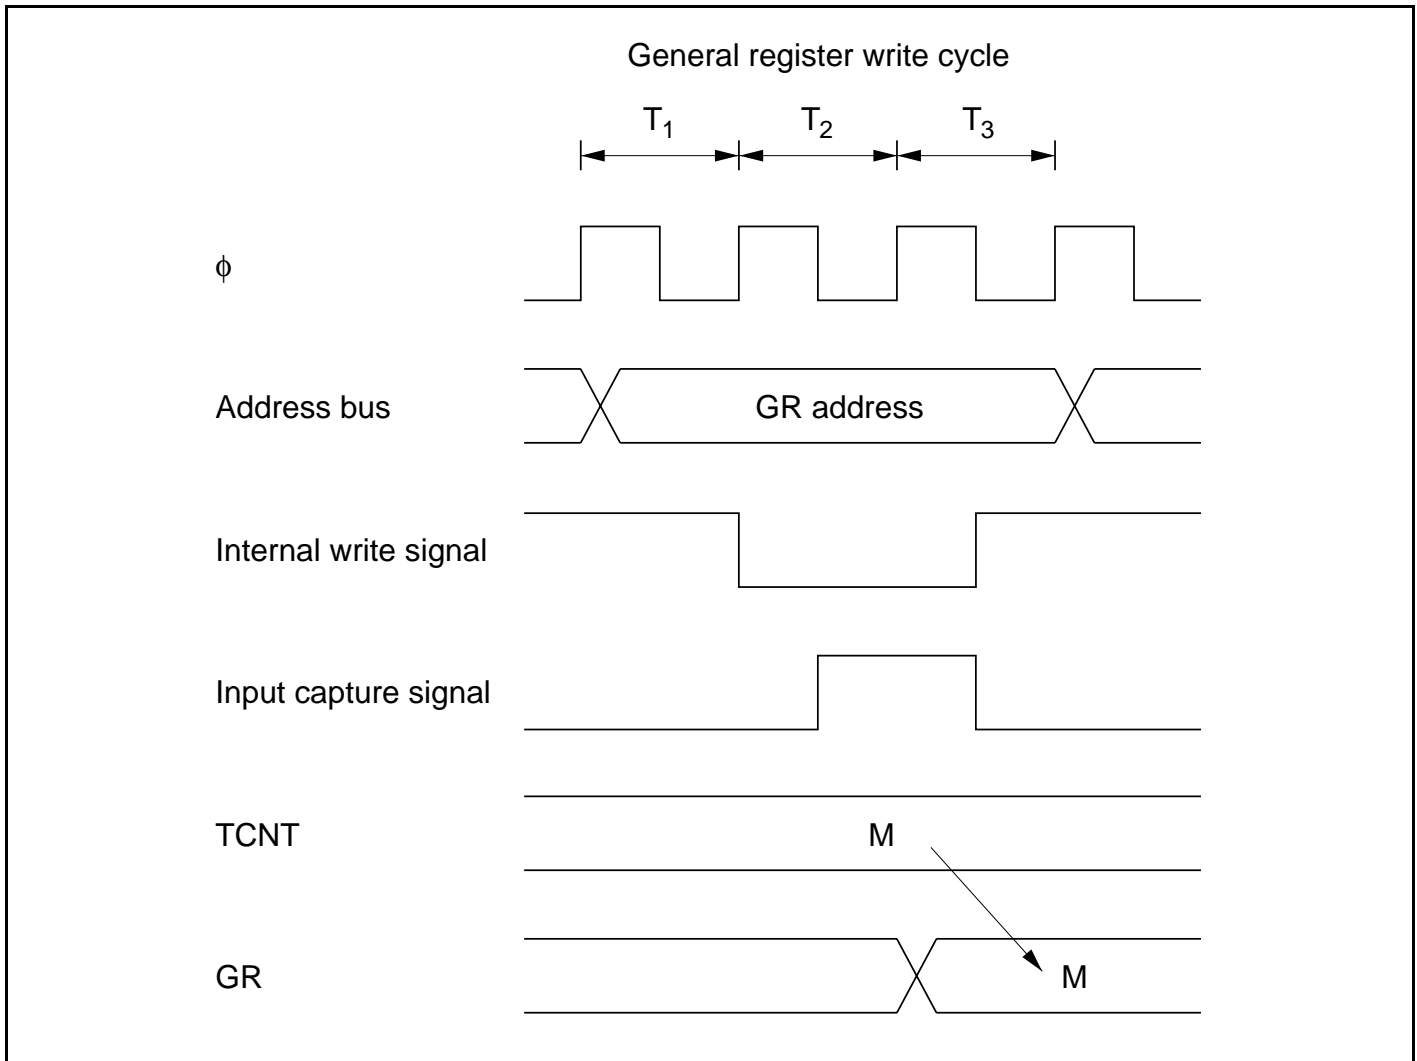 General register write cycle
T1 T2 T3
ϕ
Address bus GR address
Internal write signal
Input capture signal
TCNT M
GR M